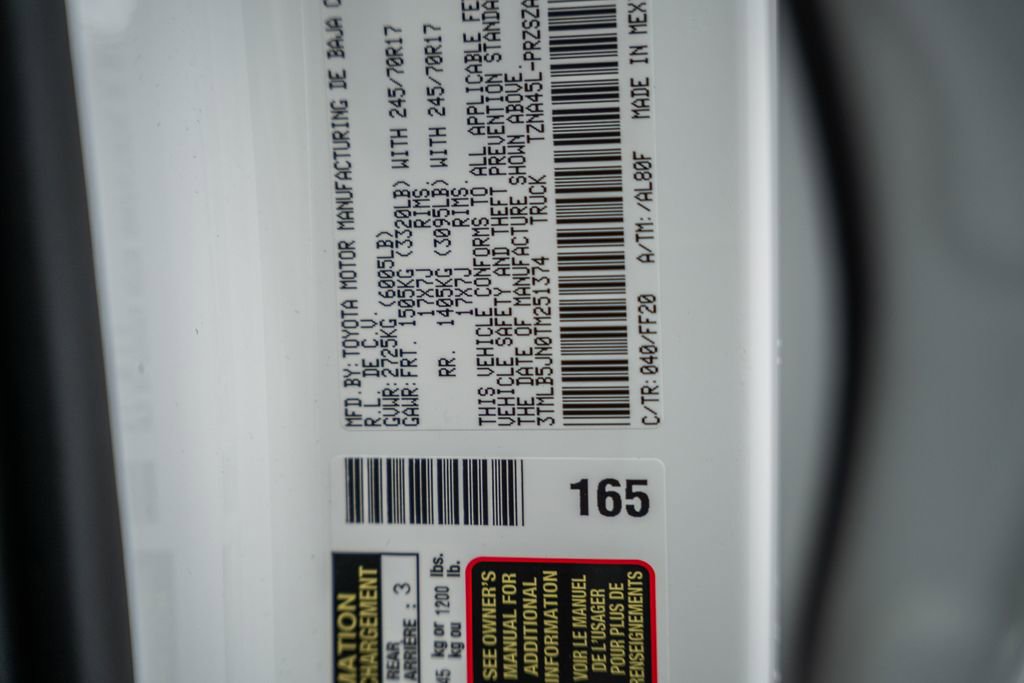 MFD.BY:TOYOTA MOTOR MANUFACTURING DE BAJA C
R.L. DE C.V.
GVWR:2725KG (6005LB)
GAWR:FRT. 1505KG (3320LB) WITH 245/70R17
17X7J RIMS.
RR. 1405KG (3095LB) WITH 245/70R17
17X7J RIMS.
THIS VEHICLE CONFORMS TO ALL APPLICABLE FE
VEHICLE SAFETY AND THEFT PREVENTION STANDA
THE DATE OF MANUFACTURE SHOWN ABOVE.
3TMLB5JN0TM251374 TRUCK TZNA45L-PRZSZA
C/TR:040/FF20 A/TM:/AL80F MADE IN MEX
165
MATION
CHARGEMENT
REAR
ARRIÈRE : 3
45 kg or 1200 lbs.
kg ou lb.
SEE OWNER'S
MANUAL FOR
ADDITIONAL
INFORMATION
VOIR LE MANUEL
DE L'USAGER
POUR PLUS DE
RENSEIGNEMENTS